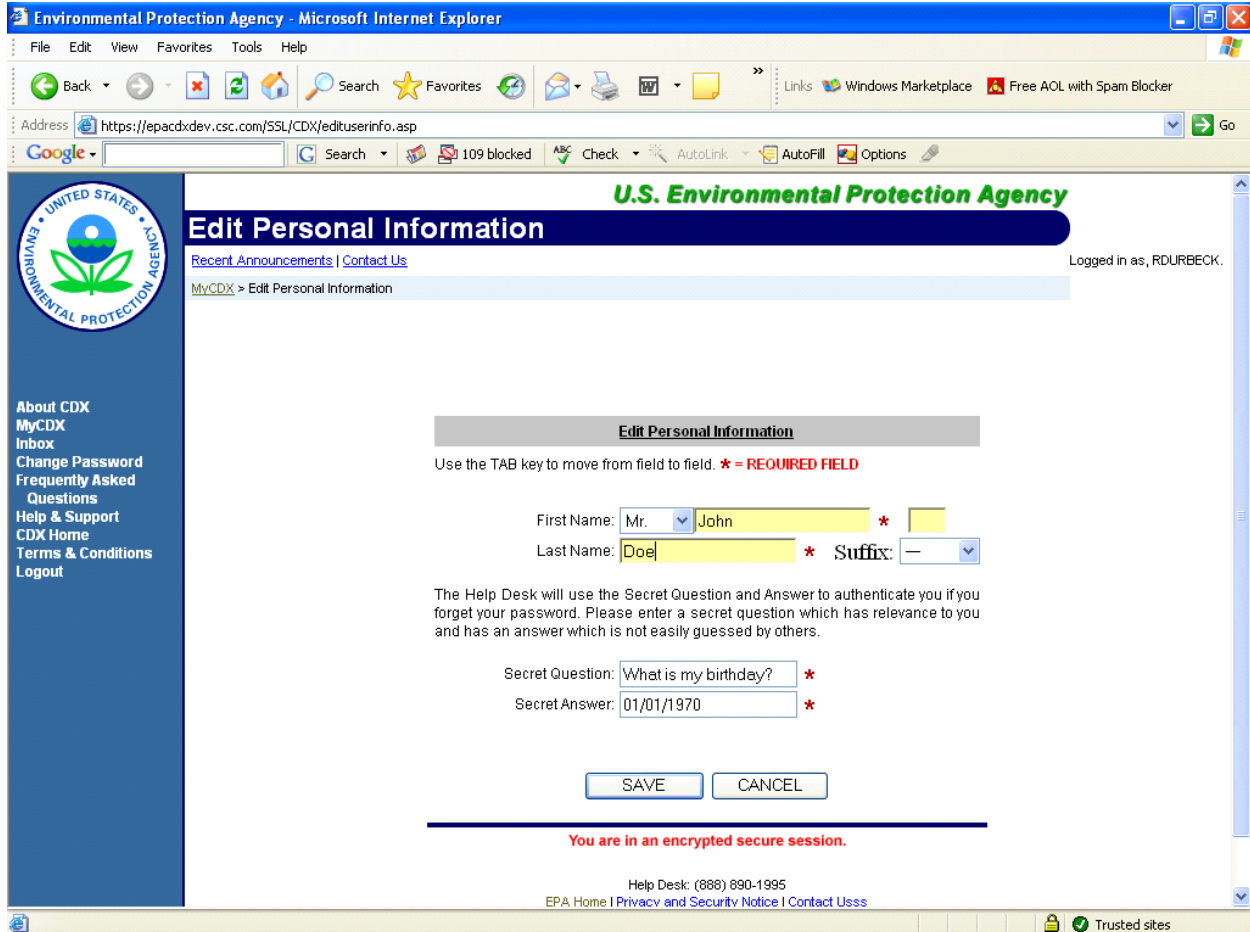 Environmental Protection Agency - Microsoft Internet Explorer
File Edit View Favorites Tools Help
Back Search Favorites W » Links Windows Marketplace Free AOL with Spam Blocker
Address https://epacdxdev.csc.com/SSL/CDX/edituserinfo.asp Go
Google G Search 109 blocked ABC Check AutoLink AutoFill Options
UNITED STATES ENVIRONMENTAL PROTECTION AGENCY
U.S. Environmental Protection Agency
Edit Personal Information
Recent Announcements | Contact Us
Logged in as, RDURBECK.
MyCDX > Edit Personal Information
About CDX
MyCDX
Inbox
Change Password
Frequently Asked
Questions
Help & Support
CDX Home
Terms & Conditions
Logout
Edit Personal Information
Use the TAB key to move from field to field. * = REQUIRED FIELD
First Name: Mr. John *
Last Name: Doe * Suffix: —
The Help Desk will use the Secret Question and Answer to authenticate you if you
forget your password. Please enter a secret question which has relevance to you
and has an answer which is not easily guessed by others.
Secret Question: What is my birthday? *
Secret Answer: 01/01/1970 *
SAVE CANCEL
You are in an encrypted secure session.
Help Desk: (888) 890-1995
EPA Home | Privacy and Security Notice | Contact Usss
Trusted sites